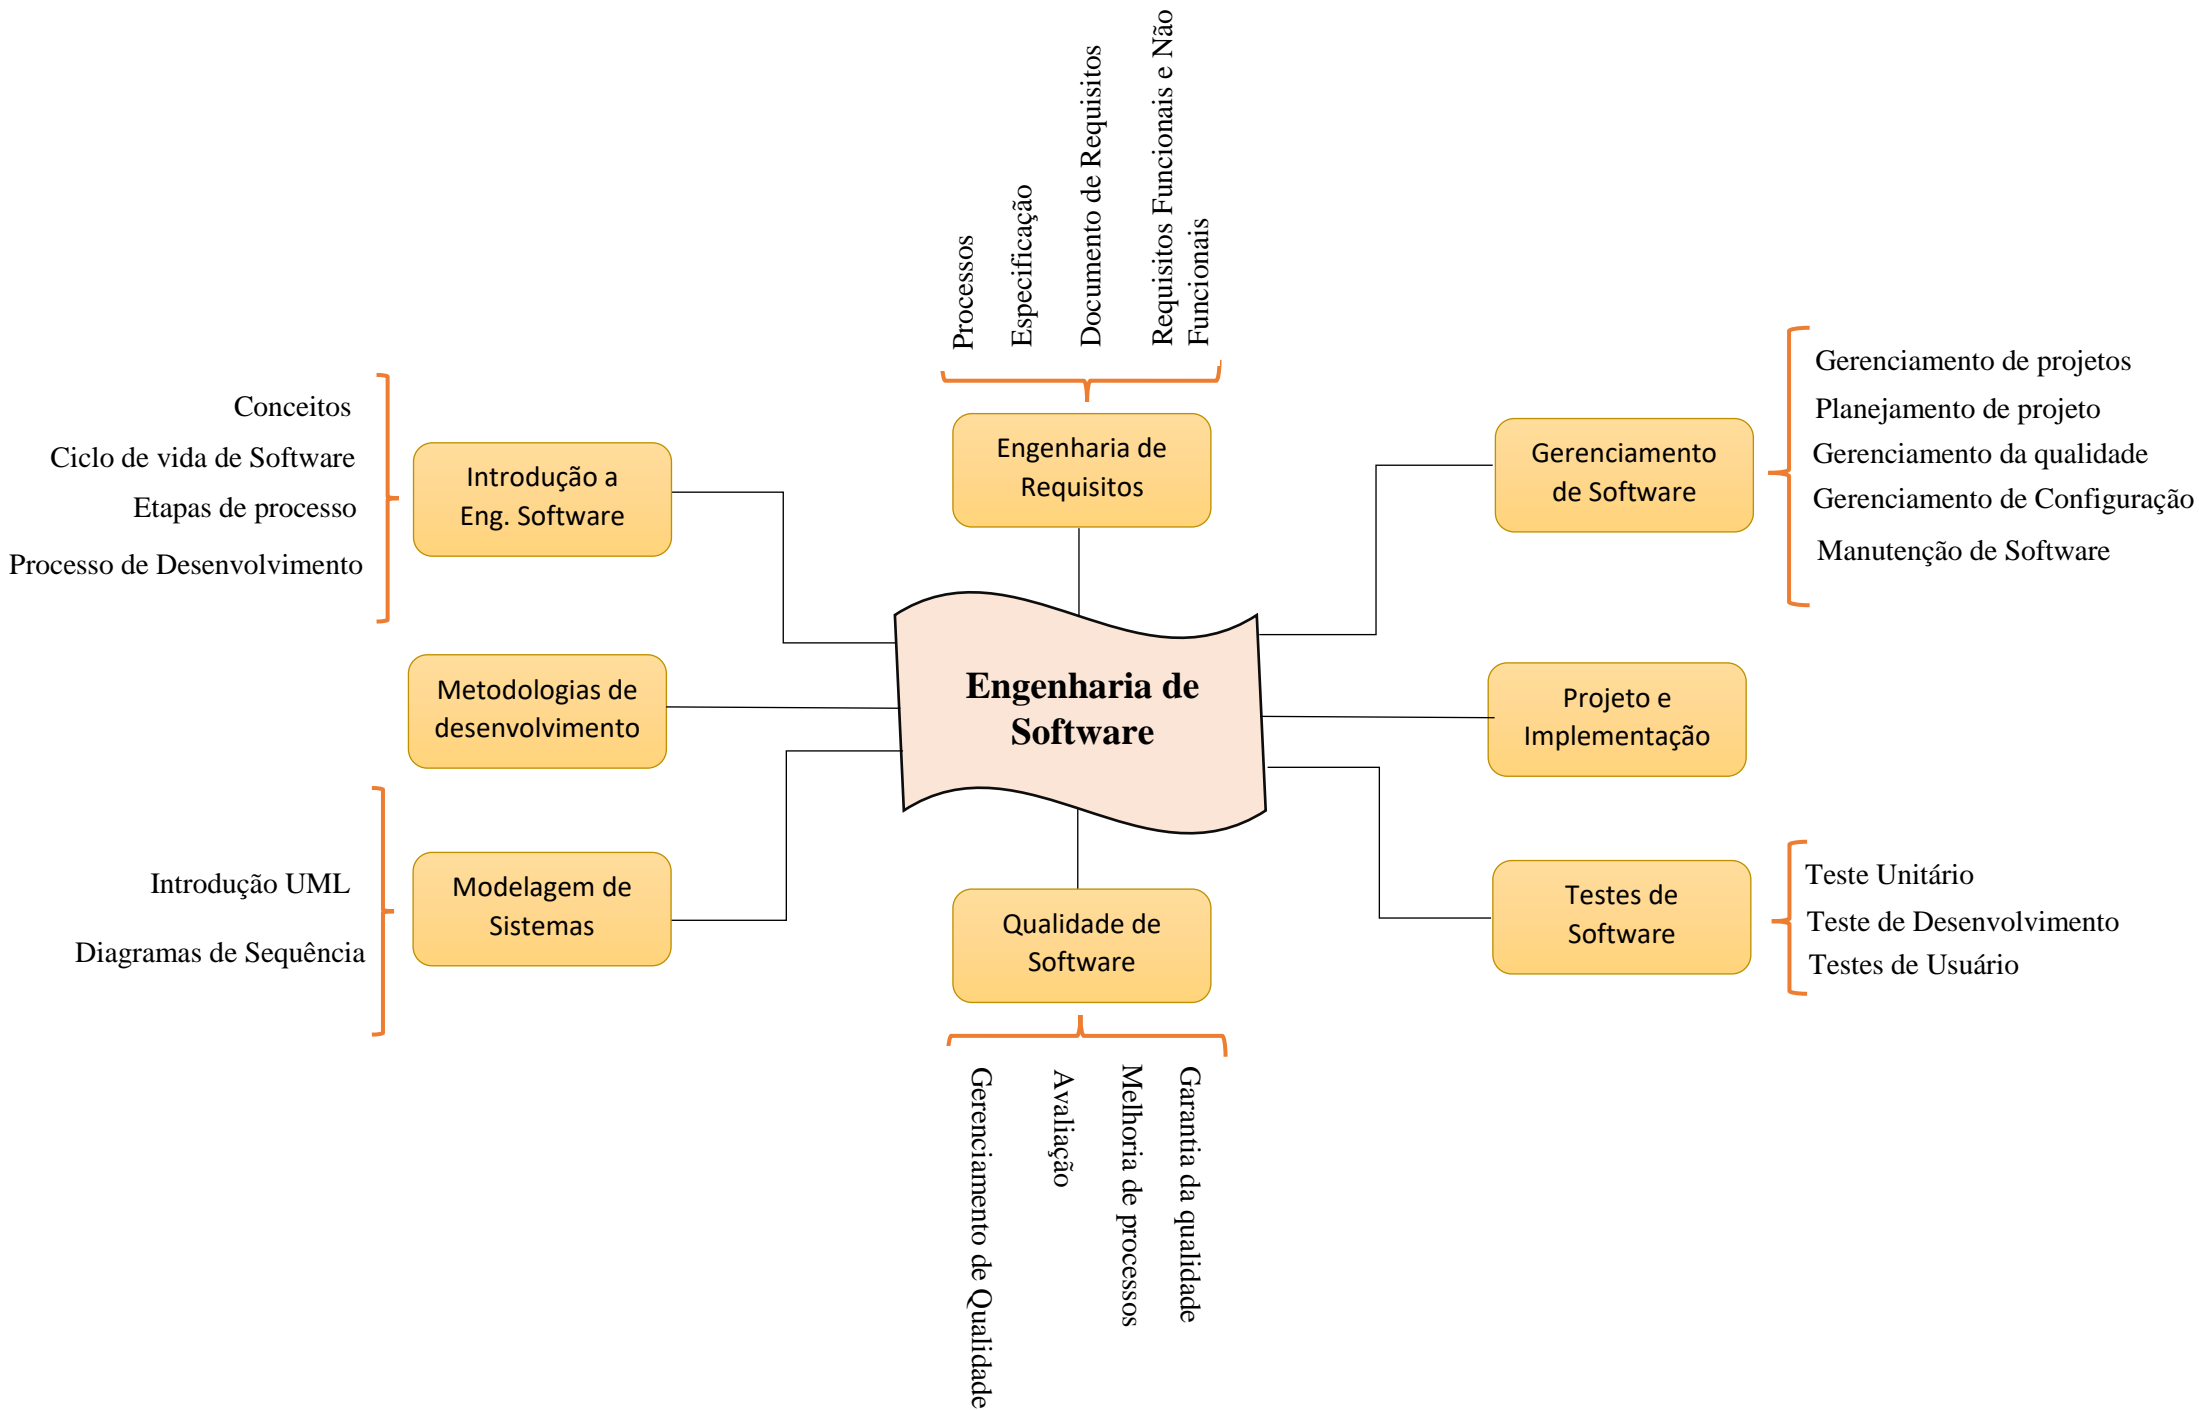 Processos
Especificação
Documento de Requisitos
Requisitos Funcionais e Não
Funcionais
Engenharia de
Requisitos
Conceitos
Ciclo de vida de Software
Etapas de processo
Processo de Desenvolvimento
Introdução a
Eng. Software
Gerenciamento
de Software
Gerenciamento de projetos
Planejamento de projeto
Gerenciamento da qualidade
Gerenciamento de Configuração
Manutenção de Software
Metodologias de
desenvolvimento
Engenharia de
Software
Projeto e
Implementação
Introdução UML
Diagramas de Sequência
Modelagem de
Sistemas
Qualidade de
Software
Testes de
Software
Teste Unitário
Teste de Desenvolvimento
Testes de Usuário
Gerenciamento de Qualidade
Avaliação
Melhoria de processos
Garantia da qualidade